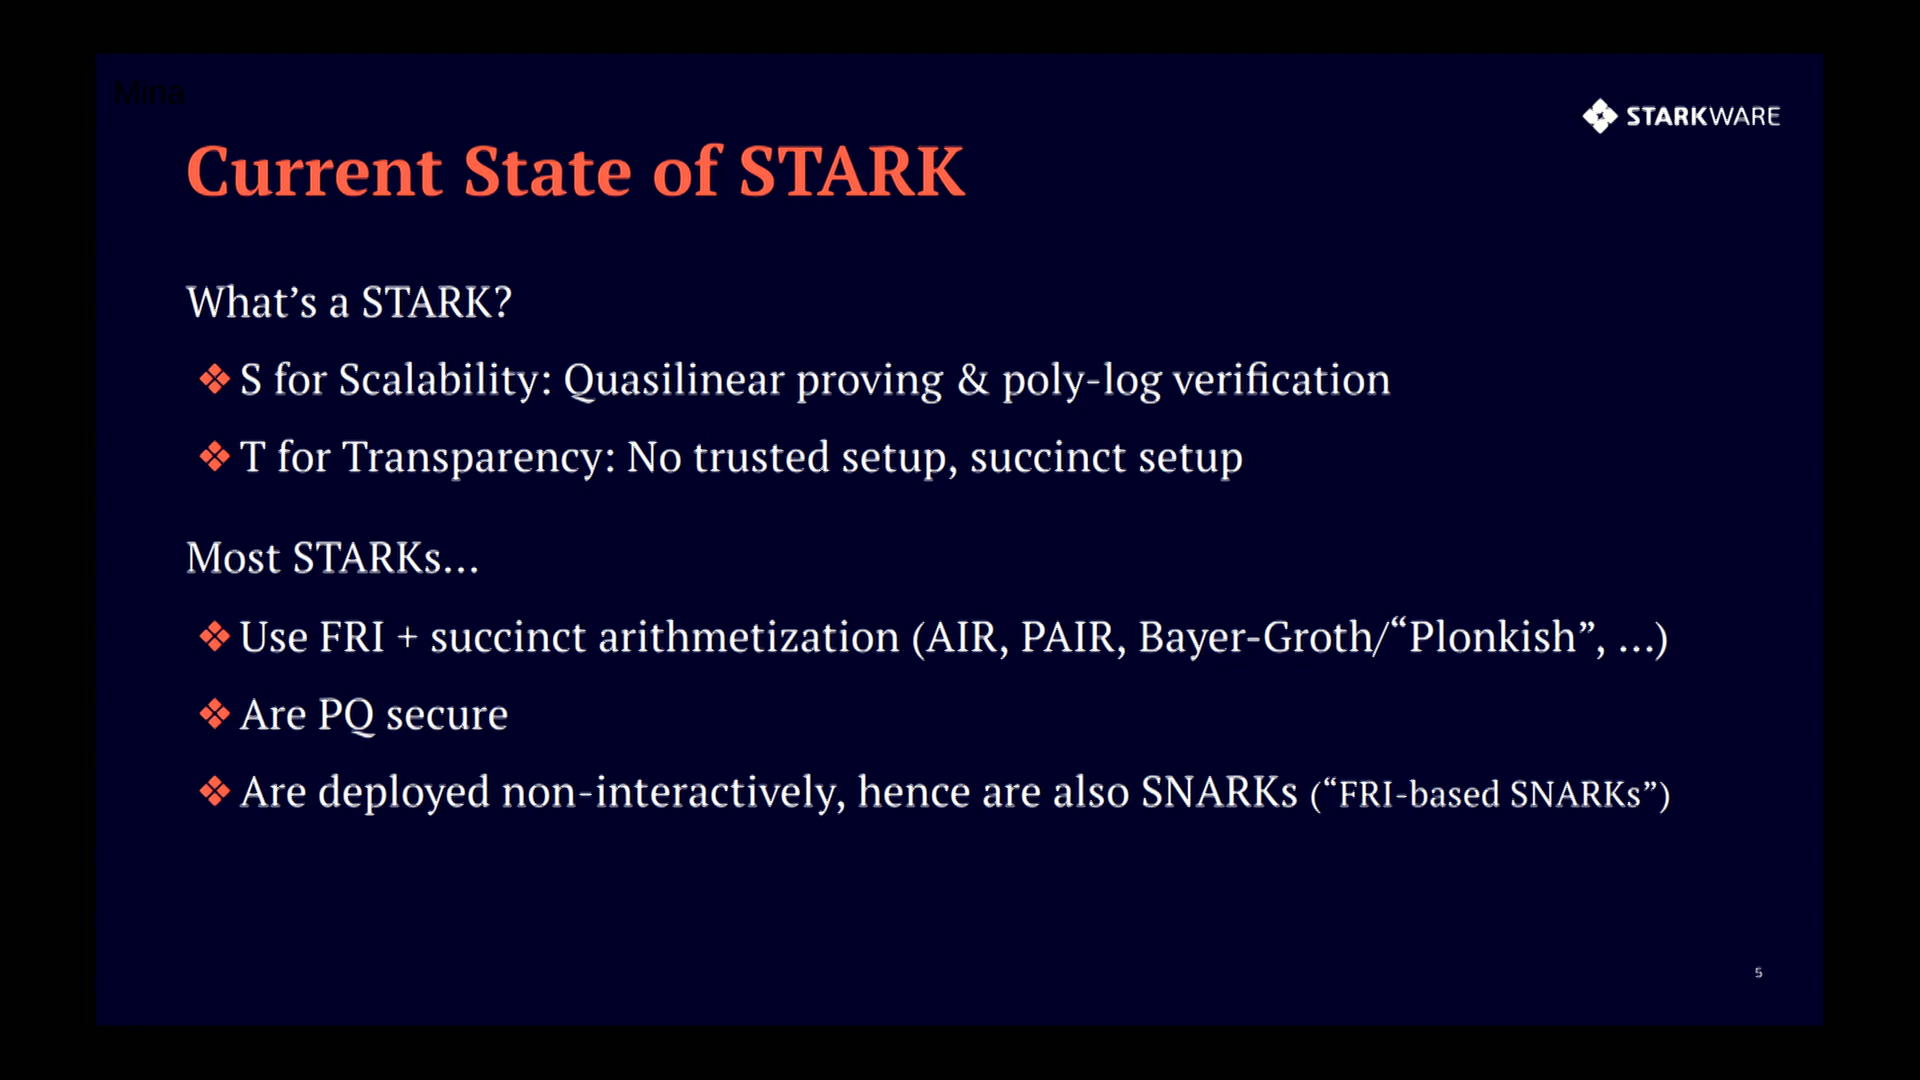 Mina
STARKWARE
Current State of STARK
What’s a STARK?
❖ S for Scalability: Quasilinear proving & poly-log verification
❖ T for Transparency: No trusted setup, succinct setup
Most STARKs...
❖ Use FRI + succinct arithmetization (AIR, PAIR, Bayer-Groth/“Plonkish”, ...)
❖ Are PQ secure
❖ Are deployed non-interactively, hence are also SNARKs (“FRI-based SNARKs”)
5